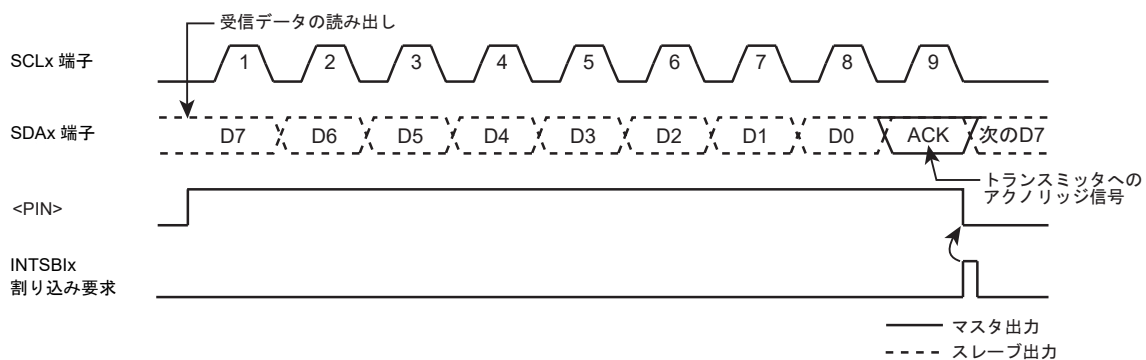 受信データの読み出し
SCLx 端子
1 2 3 4 5 6 7 8 9
SDAx 端子
D7 D6 D5 D4 D3 D2 D1 D0 ACK 次のD7
トランスミッタへの
アクノリッジ信号
<PIN>
INTSBIx
割り込み要求
マスタ出力
スレーブ出力